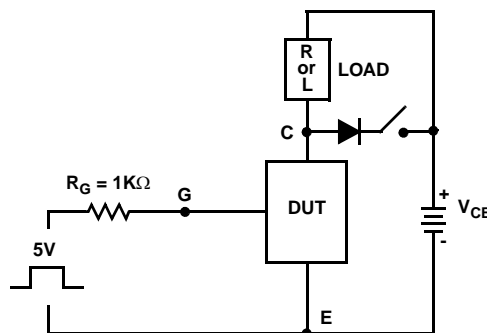 R
or
L
LOAD
C
R_G = 1KΩ
G
DUT
5V
+
-
V_CE
E